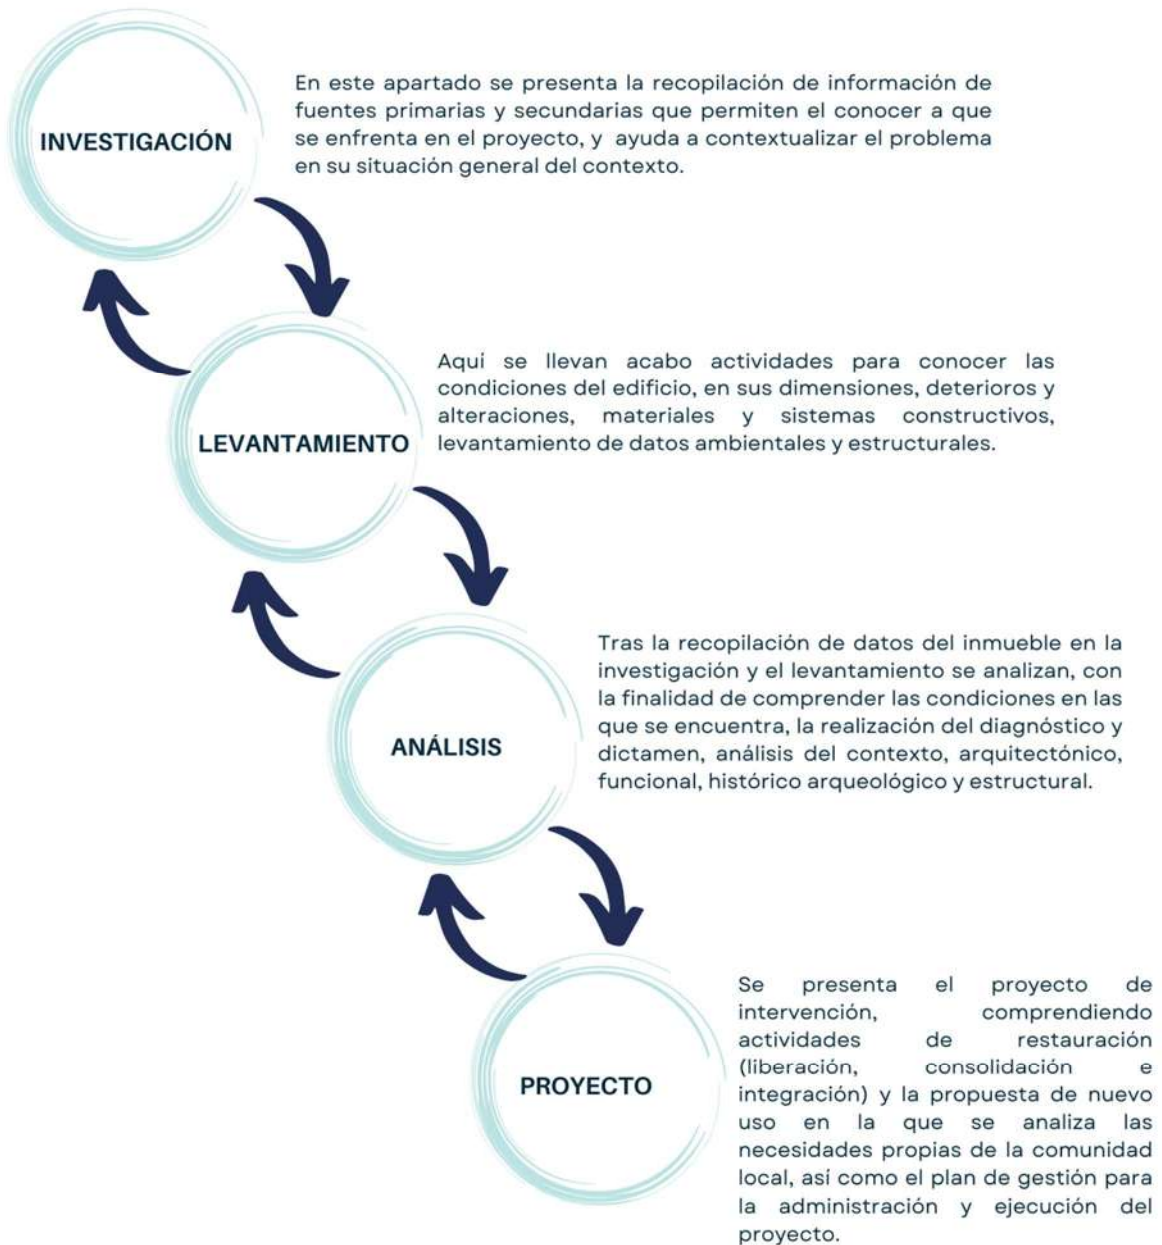 INVESTIGACIÓN
En este apartado se presenta la recopilación de información de
fuentes primarias y secundarias que permiten el conocer a que
se enfrenta en el proyecto, y ayuda a contextualizar el problema
en su situación general del contexto.
LEVANTAMIENTO
Aquí se llevan acabo actividades para conocer las
condiciones del edificio, en sus dimensiones, deterioros y
alteraciones, materiales y sistemas constructivos,
levantamiento de datos ambientales y estructurales.
ANÁLISIS
Tras la recopilación de datos del inmueble en la
investigación y el levantamiento se analizan, con
la finalidad de comprender las condiciones en las
que se encuentra, la realización del diagnóstico y
dictamen, análisis del contexto, arquitectónico,
funcional, histórico arqueológico y estructural.
PROYECTO
Se presenta el proyecto de
intervención, comprendiendo
actividades de restauración
(liberación, consolidación e
integración) y la propuesta de nuevo
uso en la que se analiza las
necesidades propias de la comunidad
local, así como el plan de gestión para
la administración y ejecución del
proyecto.